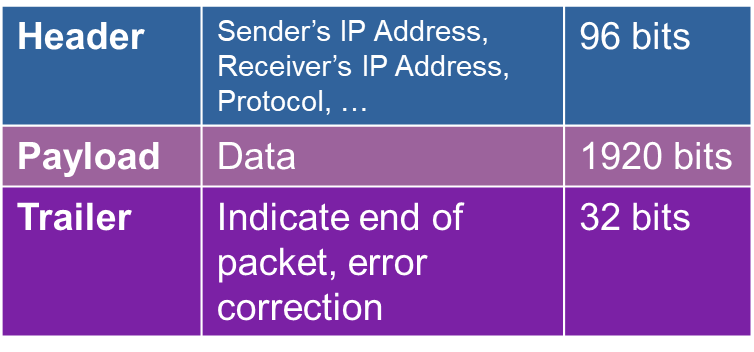 Header
Sender’s IP Address,
Receiver’s IP Address,
Protocol, …
96 bits
Payload
Data
1920 bits
Trailer
Indicate end of
packet, error
correction
32 bits